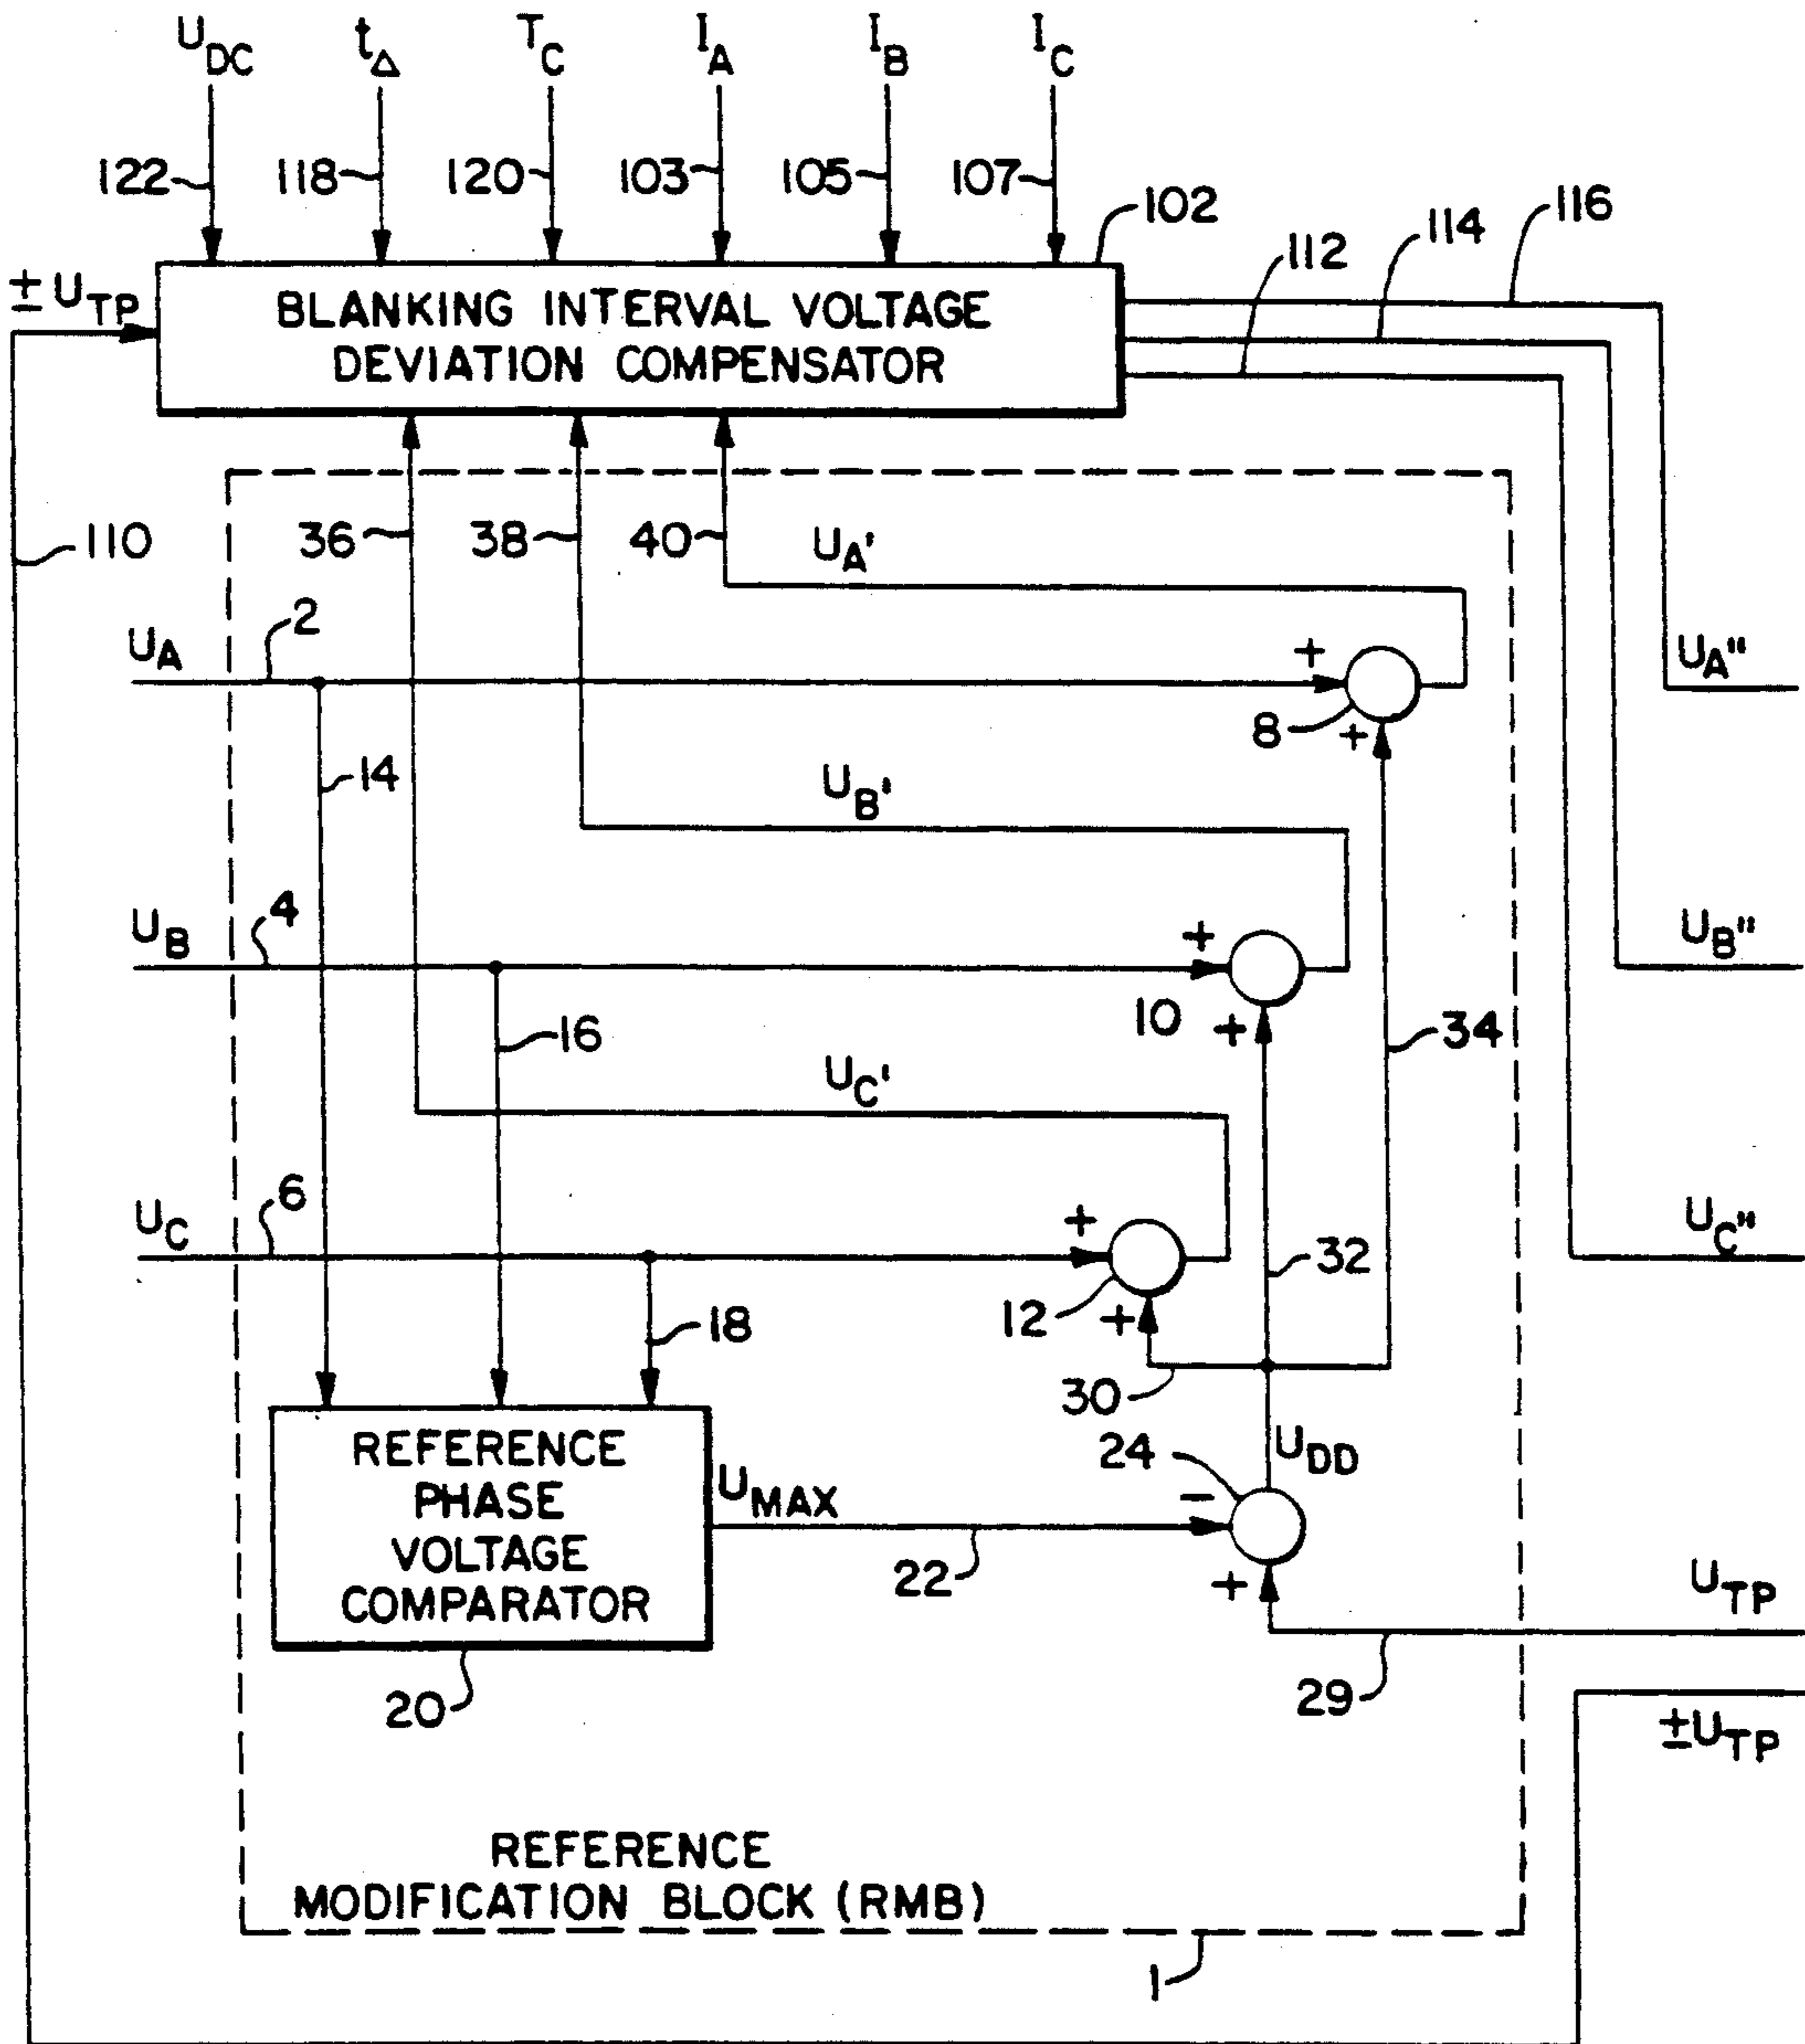 U_DC t_Δ T_C I_A I_B I_C
122 118 120 103 105 107 102 116
114
112
± U_TP
BLANKING INTERVAL VOLTAGE
DEVIATION COMPENSATOR
110 36 38 40 U_A'
U_A 2 + 8 + U_A"
14
U_B'
U_B 4 + 10 + U_B"
16 34
U_C'
U_C 6 + 12 + 32 U_C"
18
30
REFERENCE
PHASE
VOLTAGE
COMPARATOR
U_MAX 24 U_DD
22 − +
20 29 U_TP
±U_TP
REFERENCE
MODIFICATION BLOCK (RMB)
1